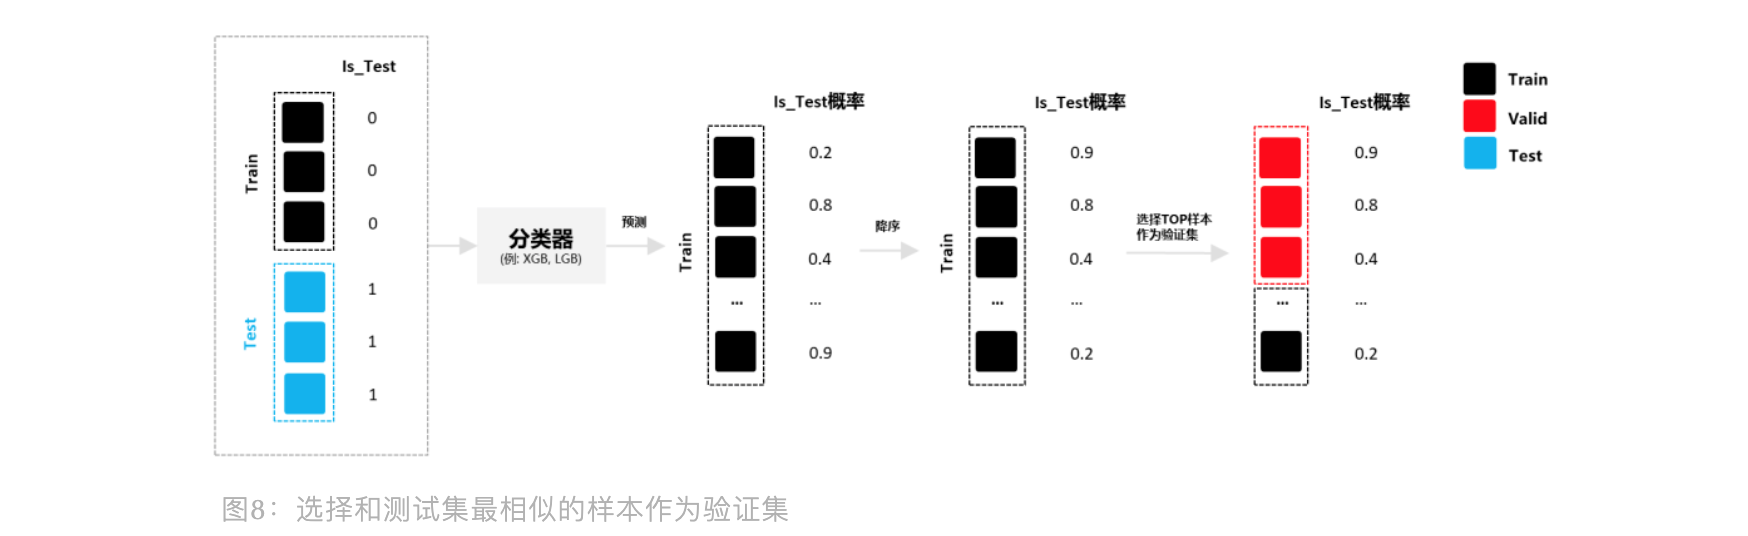 Is_Test
Train
0
0
0
Test
1
1
1
分类器
(例: XGB, LGB)
预测
Is_Test概率
Train
0.2
0.8
0.4
...
...
0.9
降序
Is_Test概率
Train
0.9
0.8
0.4
...
...
0.2
选择TOP样本
作为验证集
Is_Test概率
0.9
0.8
0.4
...
...
0.2
Train
Valid
Test
图8：选择和测试集最相似的样本作为验证集